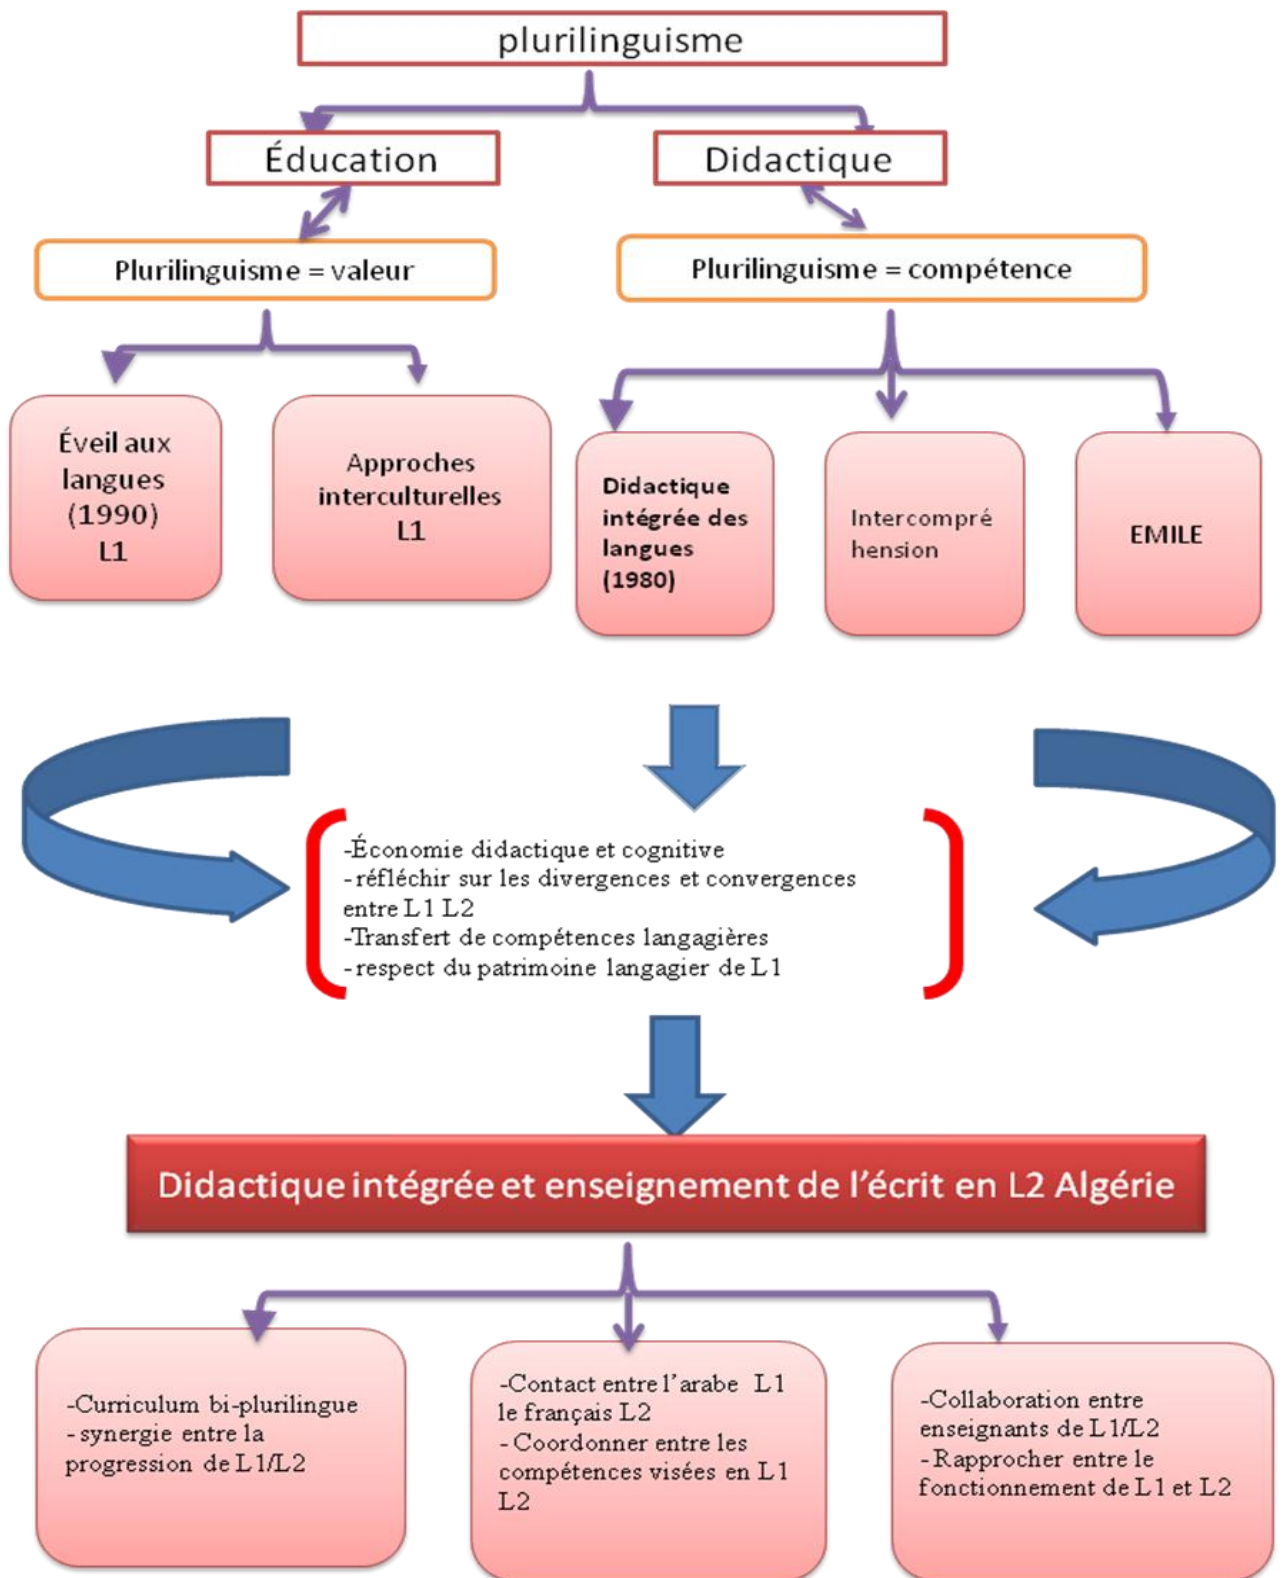 plurilinguisme
Éducation
Didactique
Plurilinguisme = valeur
Plurilinguisme = compétence
Éveil aux
langues
(1990)
L1
Approches
interculturelles
L1
Didactique
intégrée des
langues
(1980)
Intercompré
hension
EMILE
-Économie didactique et cognitive
- réfléchir sur les divergences et convergences
entre L1 L2
-Transfert de compétences langagières
- respect du patrimoine langagier de L1
Didactique intégrée et enseignement de l'écrit en L2 Algérie
-Curriculum bi-plurilingue
- synergie entre la
progression de L1/L2
-Contact entre l'arabe L1
le français L2
- Coordonner entre les
compétences visées en L1
L2
-Collaboration entre
enseignants de L1/L2
- Rapprocher entre le
fonctionnement de L1 et L2